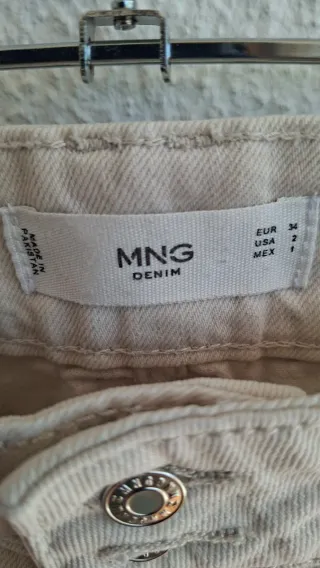 MADE IN
PAKISTAN
MNG
DENIM
EUR 34
USA 2
MEX 1